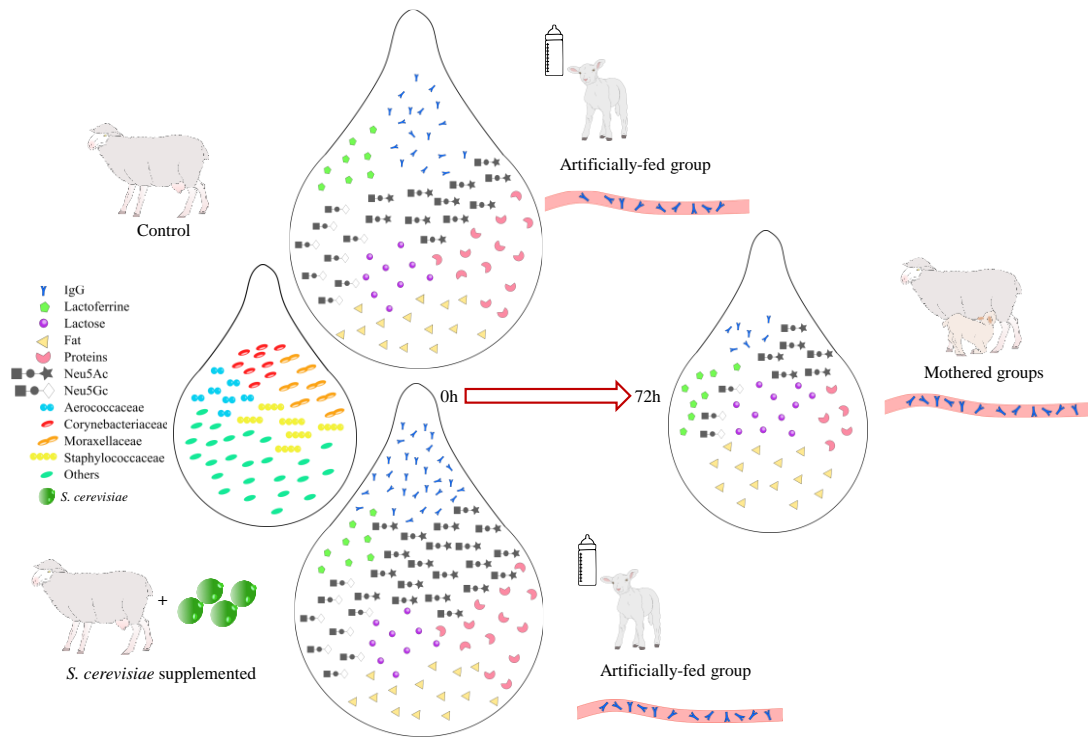 Artificially-fed group
Control
IgG
Lactoferrine
Lactose
Fat
Proteins
Neu5Ac
Neu5Gc
Aerococcaceae
Corynebacteriaceae
Moraxellaceae
Staphylococcaceae
Others
S. cerevisiae
0h
72h
Mothered groups
+
S. cerevisiae supplemented
Artificially-fed group